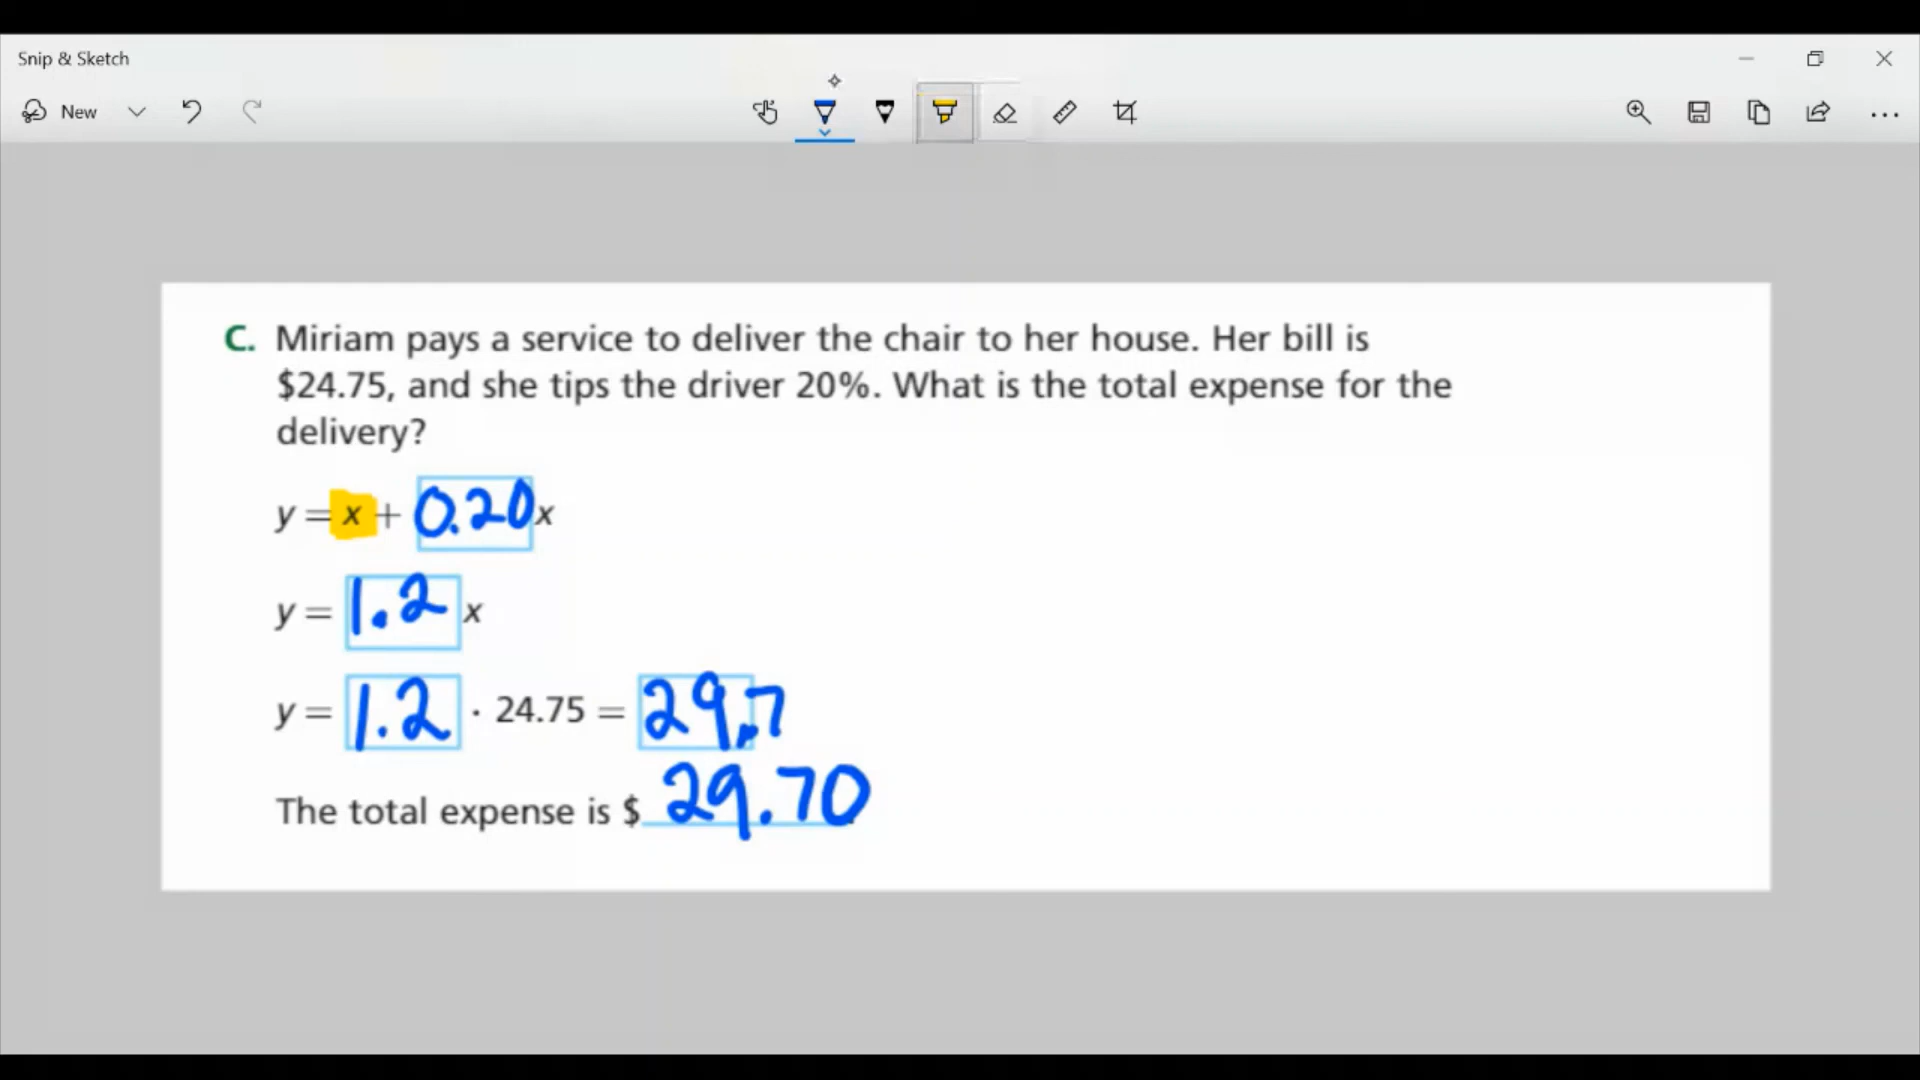 Snip & Sketch
New
C. Miriam pays a service to deliver the chair to her house. Her bill is
$24.75, and she tips the driver 20%. What is the total expense for the
delivery?
y = x + 0.20x
y = 1.2 x
y = 1.2 · 24.75 = 29.7
The total expense is $ 29.70